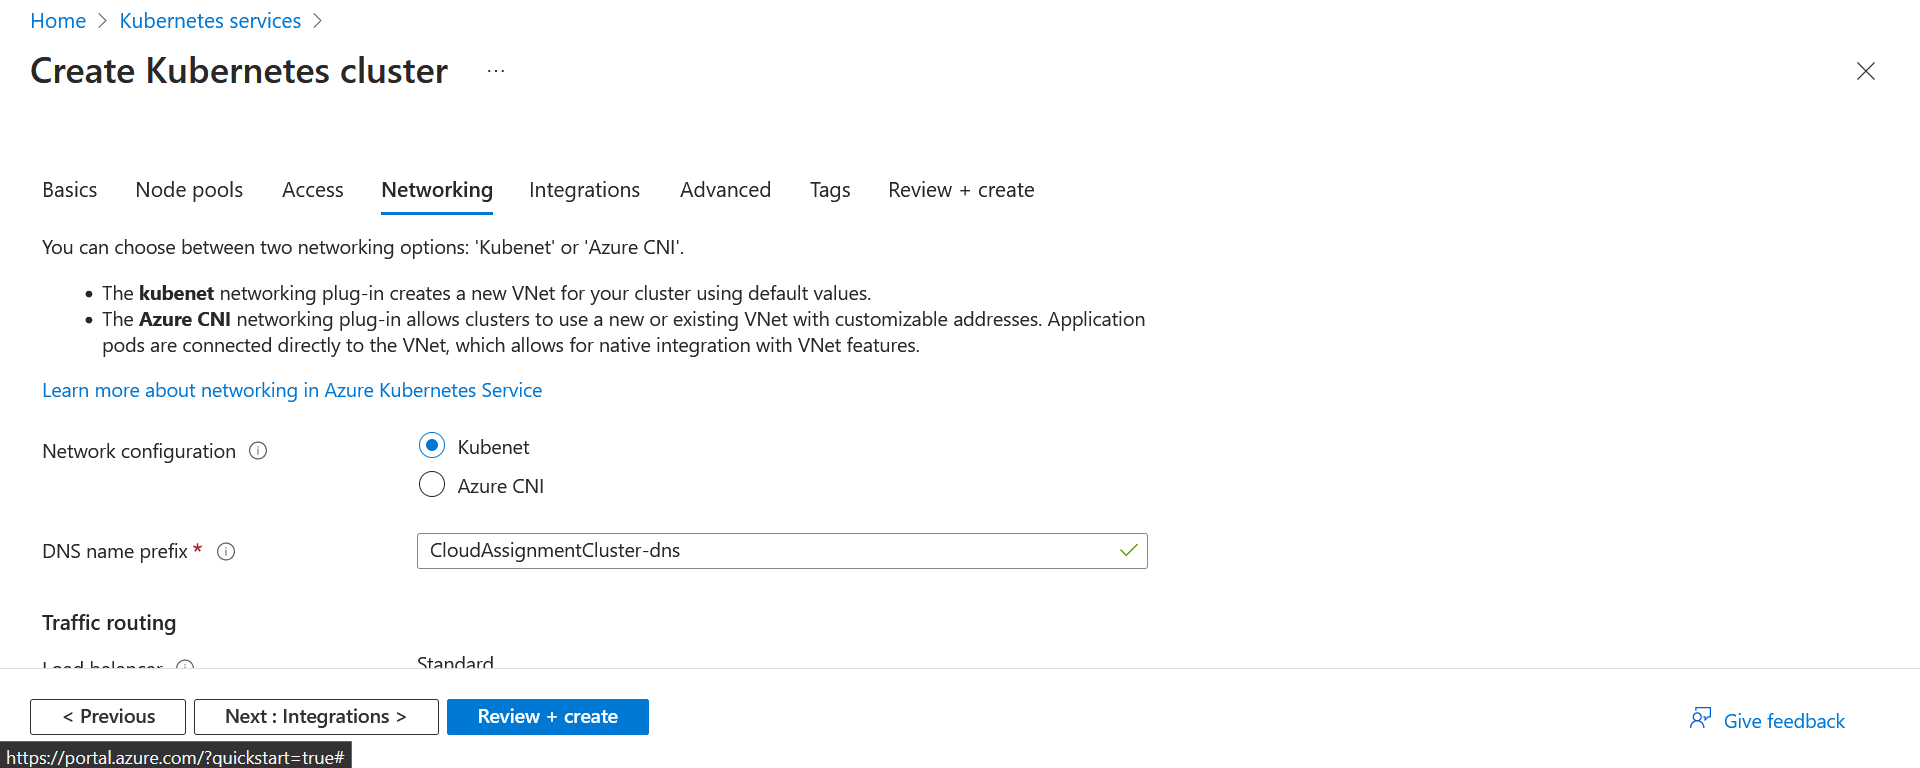 Home > Kubernetes services >
Create Kubernetes cluster ...
Basics Node pools Access Networking Integrations Advanced Tags Review + create
You can choose between two networking options: 'Kubenet' or 'Azure CNI'.
• The kubenet networking plug-in creates a new VNet for your cluster using default values.
• The Azure CNI networking plug-in allows clusters to use a new or existing VNet with customizable addresses. Application
pods are connected directly to the VNet, which allows for native integration with VNet features.
Learn more about networking in Azure Kubernetes Service
Network configuration
Kubenet
Azure CNI
DNS name prefix *
CloudAssignmentCluster-dns
Traffic routing
Load balancer Standard
< Previous Next : Integrations > Review + create
Give feedback
https://portal.azure.com/?quickstart=true#